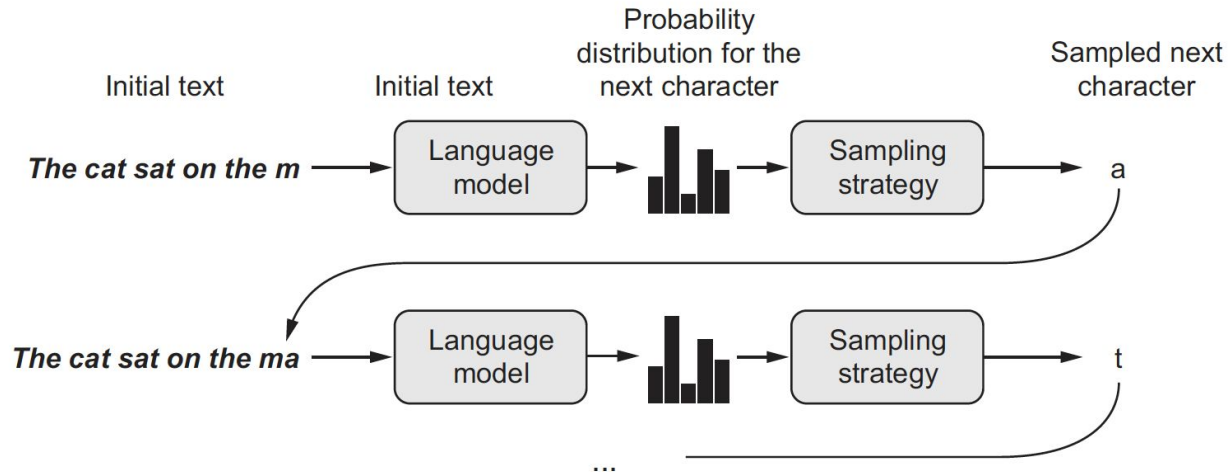 Probability
distribution for the
next character
Sampled next
character
Initial text
Initial text
The cat sat on the m
Language
model
Sampling
strategy
a
The cat sat on the ma
Language
model
Sampling
strategy
t
...